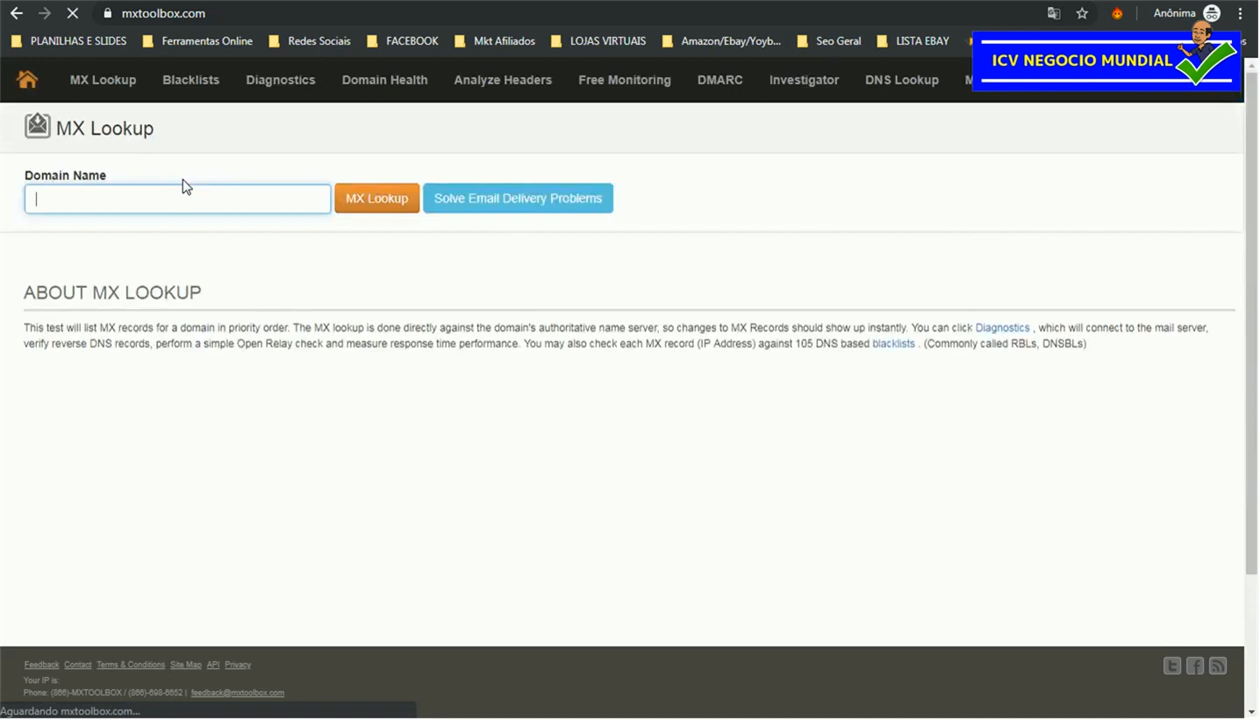 mxtoolbox.com
Anônima
PLANILHAS E SLIDES Ferramentas Online Redes Sociais FACEBOOK Mkt Afiliados LOJAS VIRTUAIS Amazon/Ebay/Yoyb... Seo Geral LISTA EBAY
ICV NEGOCIO MUNDIAL
MX Lookup Blacklists Diagnostics Domain Health Analyze Headers Free Monitoring DMARC Investigator DNS Lookup
MX Lookup
Domain Name
MX Lookup Solve Email Delivery Problems
ABOUT MX LOOKUP
This test will list MX records for a domain in priority order. The MX lookup is done directly against the domain's authoritative name server, so changes to MX Records should show up instantly. You can click Diagnostics , which will connect to the mail server,
verify reverse DNS records, perform a simple Open Relay check and measure response time performance. You may also check each MX record (IP Address) against 105 DNS based blacklists . (Commonly called RBLs, DNSBLs)
Feedback Contact Terms & Conditions Site Map API Privacy
Your IP is:
Phone: (866)-MXTOOLBOX / (866)-698-6652 | feedback@mxtoolbox.com
Aguardando mxtoolbox.com...